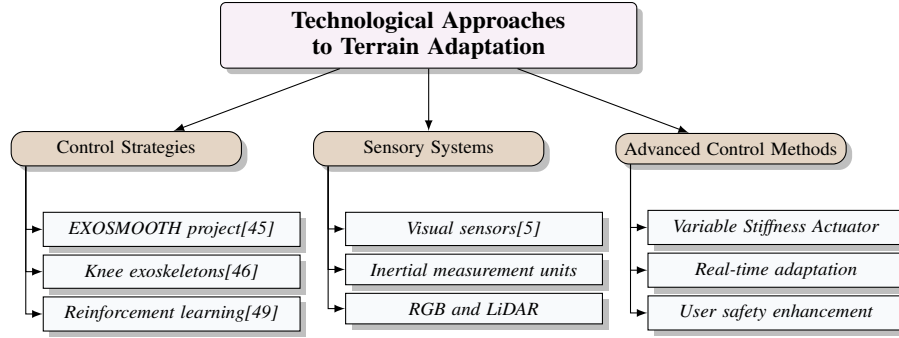 Technological Approaches
to Terrain Adaptation
Control Strategies
EXOSMOOTH project[45]
Knee exoskeletons[46]
Reinforcement learning[49]
Sensory Systems
Visual sensors[5]
Inertial measurement units
RGB and LiDAR
Advanced Control Methods
Variable Stiffness Actuator
Real-time adaptation
User safety enhancement